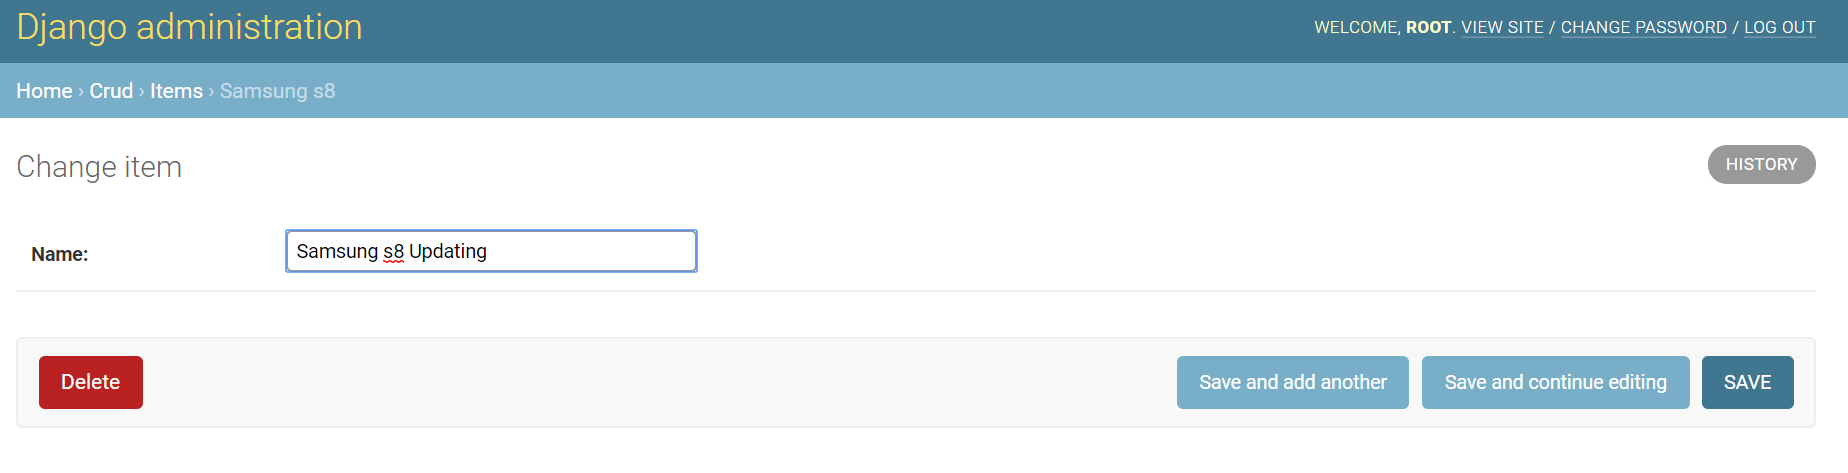 Django administration
WELCOME, ROOT. VIEW SITE / CHANGE PASSWORD / LOG OUT
Home › Crud › Items › Samsung s8
Change item
HISTORY
Name:
Samsung s8 Updating
Delete
Save and add another
Save and continue editing
SAVE